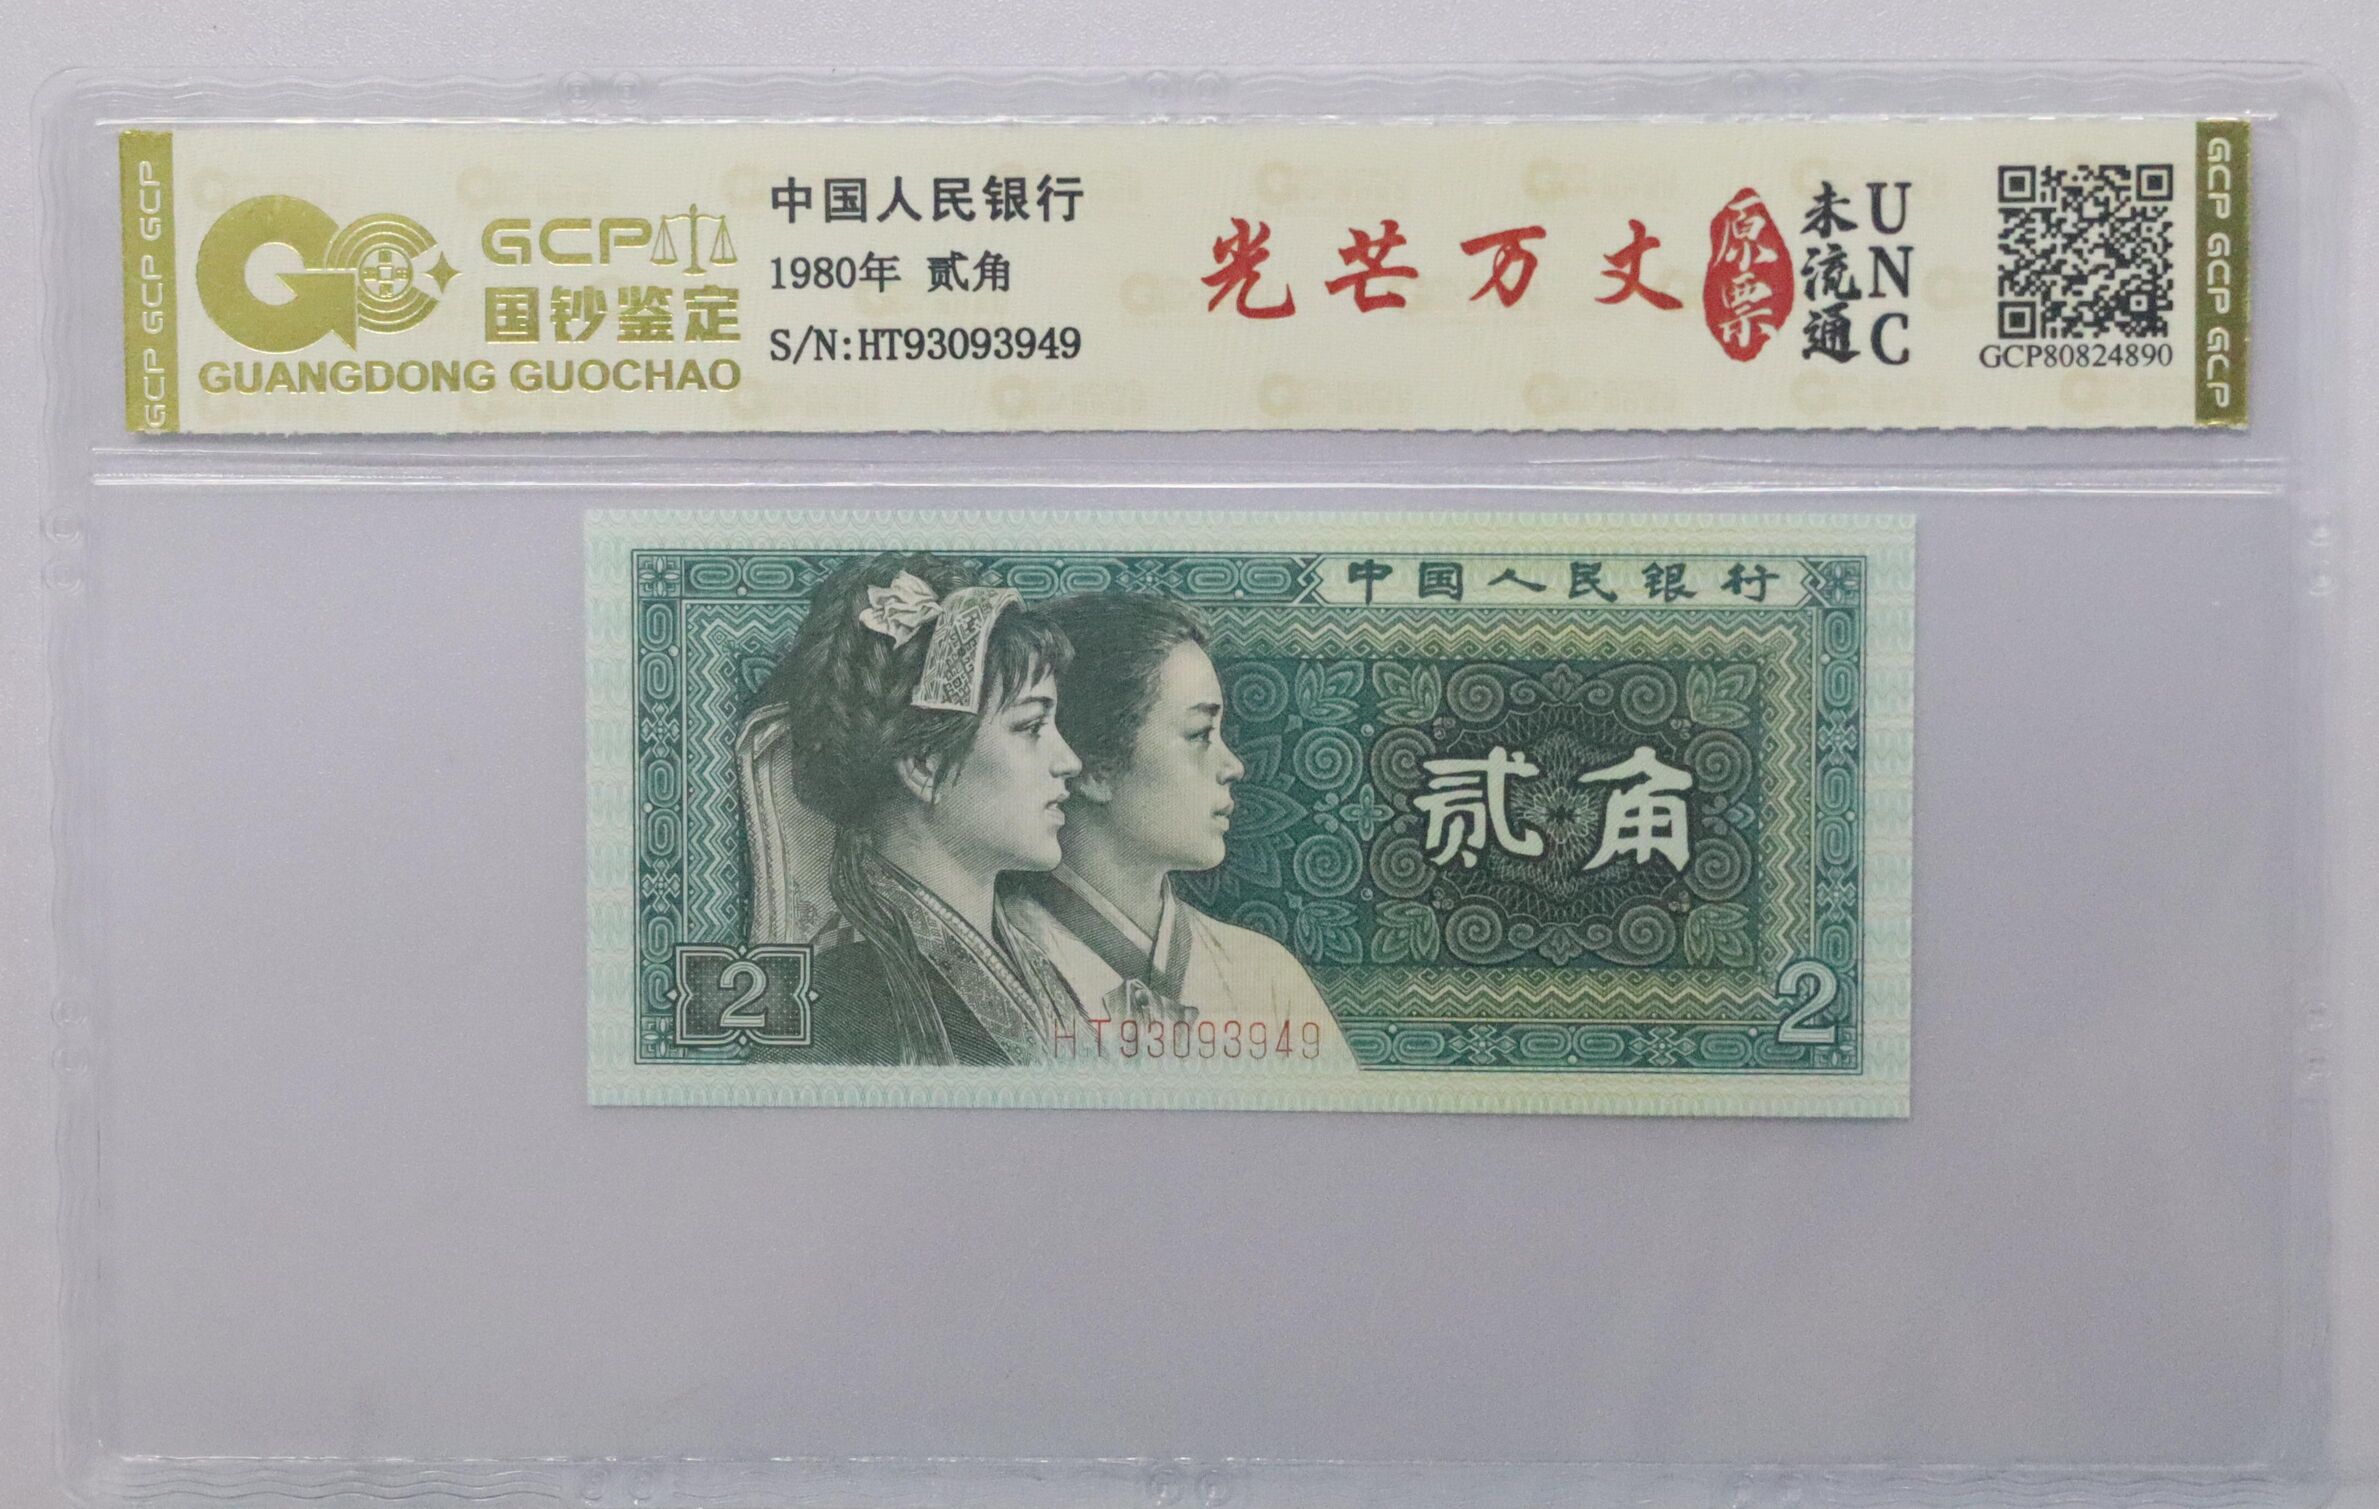 GCP GCP GCP
GCP
国钞鉴定
GUANGDONG GUOCHAO
中国人民银行
1980年 贰角
S/N:HT93093949
光芒万丈
原票
未流通
UNC
GCP80824890
GCP GCP GCP
中国人民银行
贰角
2
2
HT93093949